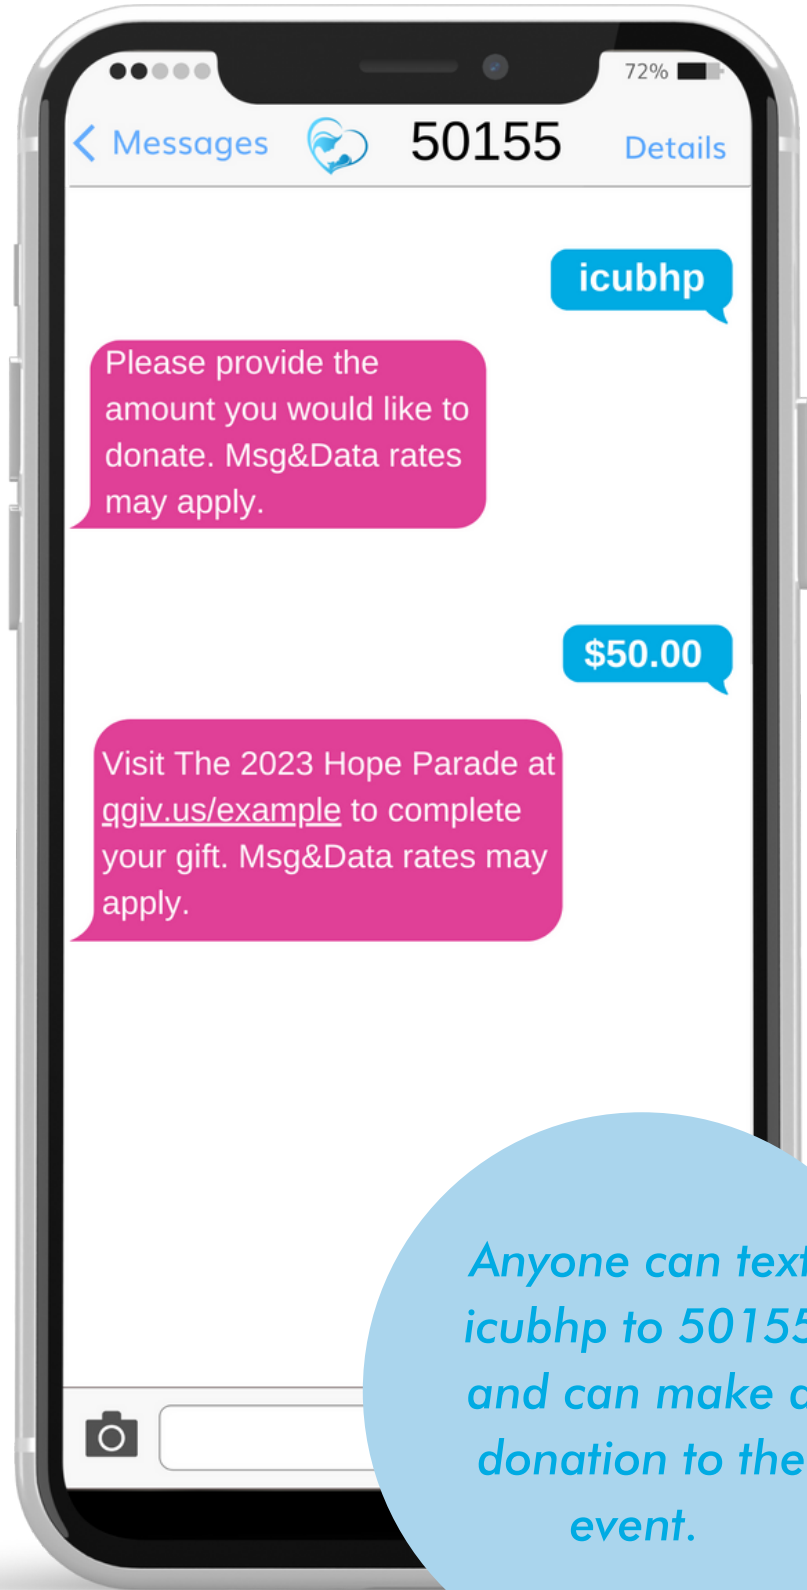 72%
Messages 50155 Details
icubhp
Please provide the
amount you would like to
donate. Msg&Data rates
may apply.
$50.00
Visit The 2023 Hope Parade at
qgiv.us/example to complete
your gift. Msg&Data rates may
apply.
Anyone can text
icubhp to 50155
and can make a
donation to the
event.